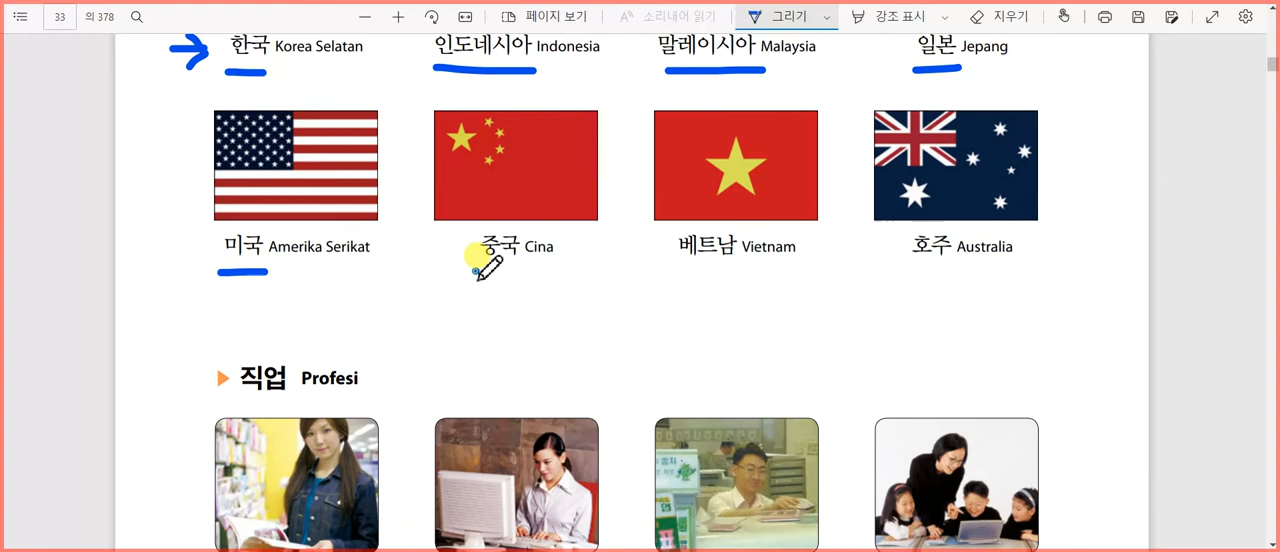 33 의 378 페이지 보기 소리내어 읽기 그리기 강조 표시 지우기
한국 Korea Selatan 인도네시아 Indonesia 말레이시아 Malaysia 일본 Jepang
미국 Amerika Serikat 중국 Cina 베트남 Vietnam 호주 Australia
직업 Profesi